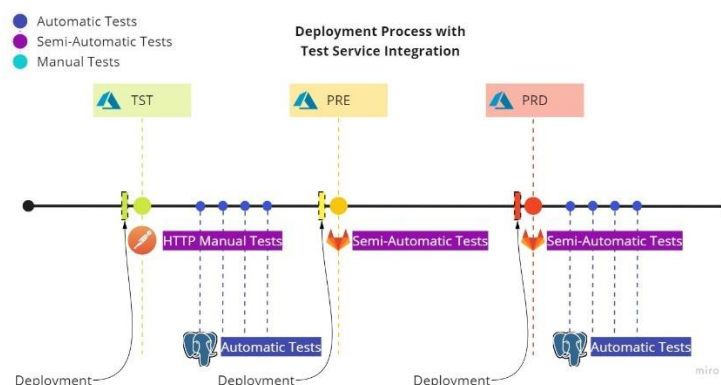 Automatic Tests
Semi-Automatic Tests
Manual Tests
Deployment Process with
Test Service Integration
TST
PRE
PRD
HTTP Manual Tests
Semi-Automatic Tests
Semi-Automatic Tests
Automatic Tests
Automatic Tests
Deployment
Deployment
Deployment
miro